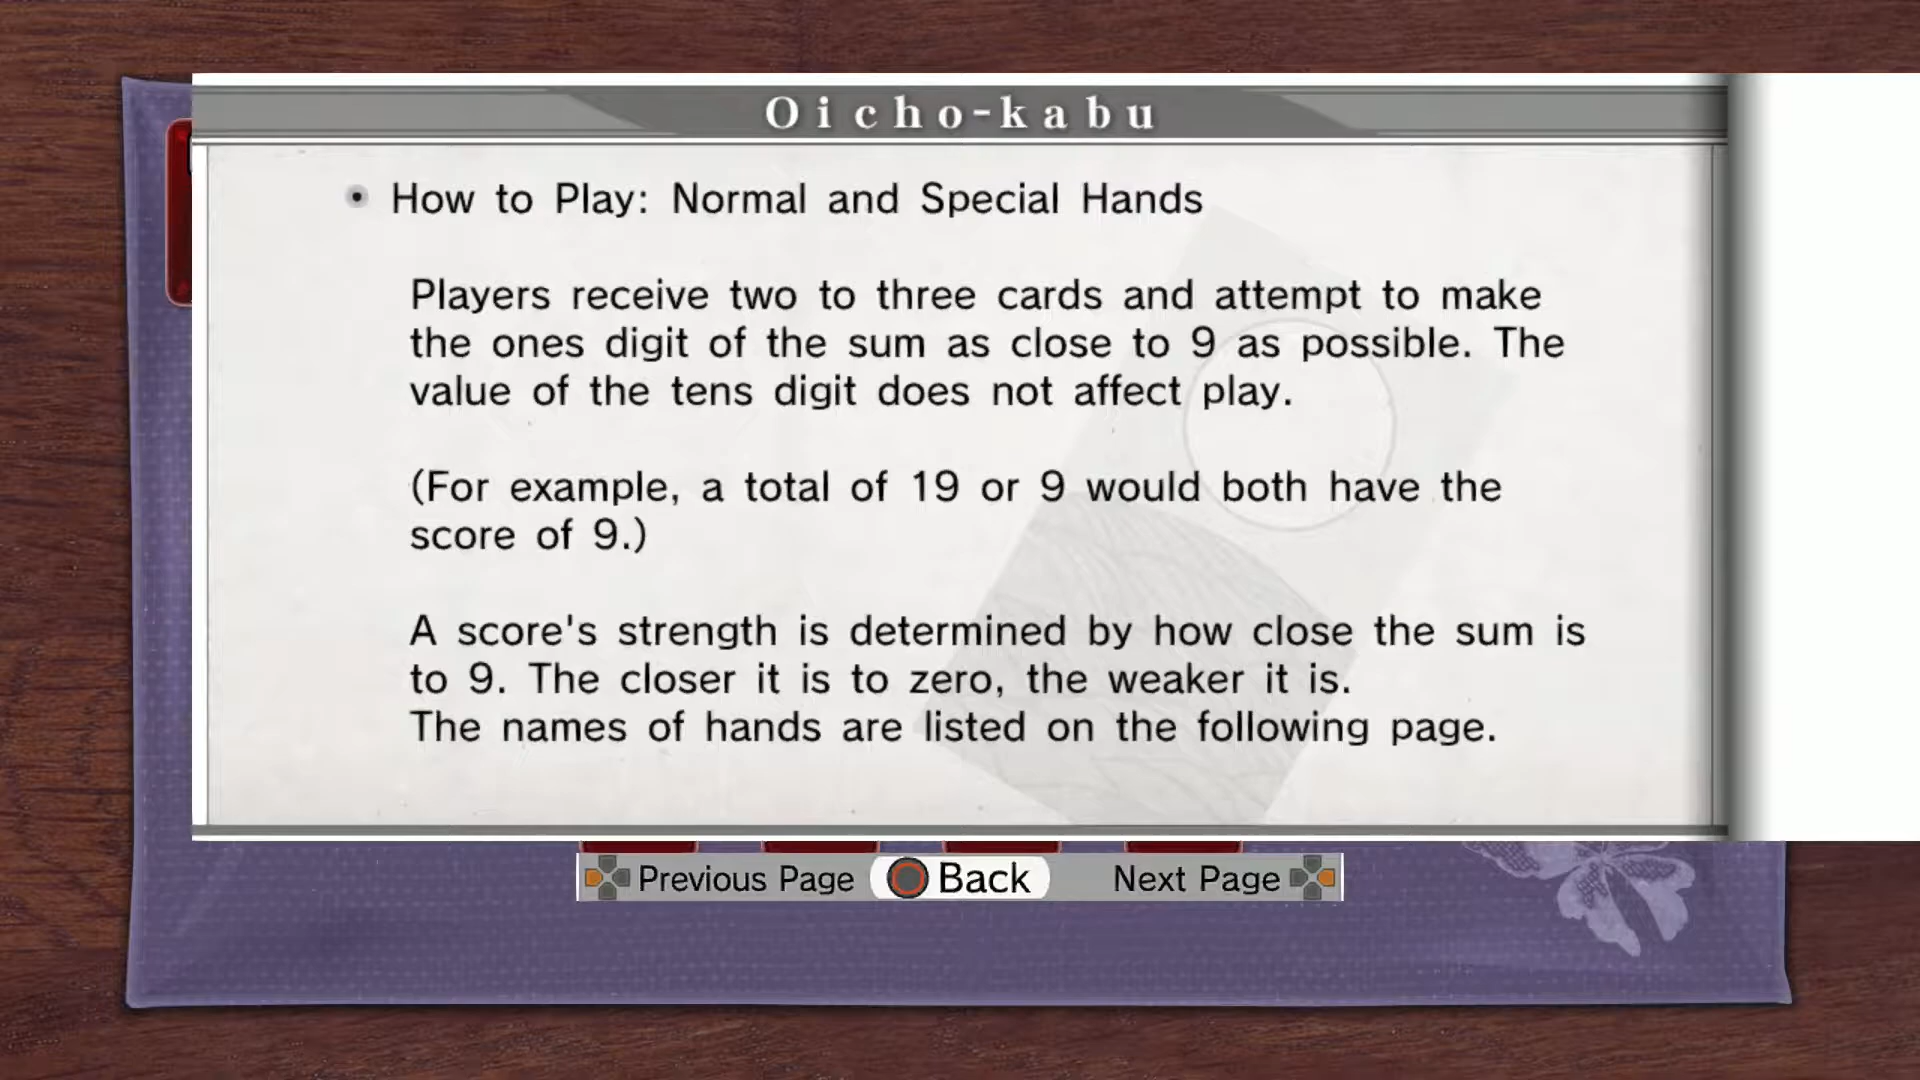 Oicho-kabu
How to Play: Normal and Special Hands
Players receive two to three cards and attempt to make
the ones digit of the sum as close to 9 as possible. The
value of the tens digit does not affect play.
(For example, a total of 19 or 9 would both have the
score of 9.)
A score's strength is determined by how close the sum is
to 9. The closer it is to zero, the weaker it is.
The names of hands are listed on the following page.
Previous Page Back Next Page